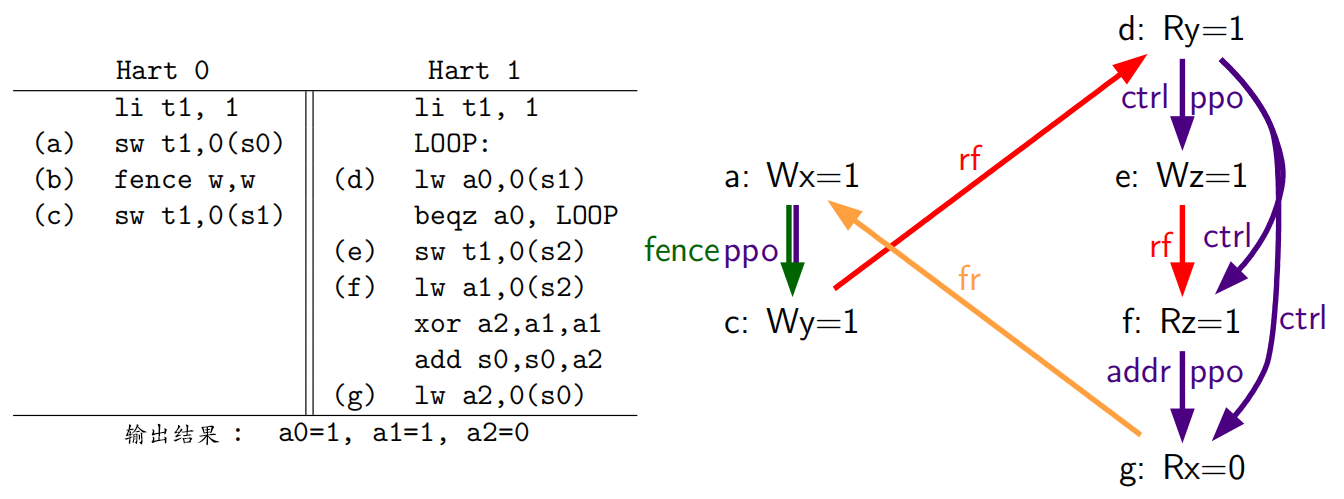 Hart 0 Hart 1
li t1, 1 li t1, 1
(a) sw t1,0(s0) LOOP:
(b) fence w,w (d) lw a0,0(s1)
(c) sw t1,0(s1) beqz a0, LOOP
(e) sw t1,0(s2)
(f) lw a1,0(s2)
xor a2,a1,a1
add s0,s0,a2
(g) lw a2,0(s0)
输出结果： a0=1, a1=1, a2=0
d: Ry=1
ctrl ppo
rf
a: Wx=1 e: Wz=1
fence ppo rf ctrl
fr
c: Wy=1 f: Rz=1 ctrl
addr ppo
g: Rx=0